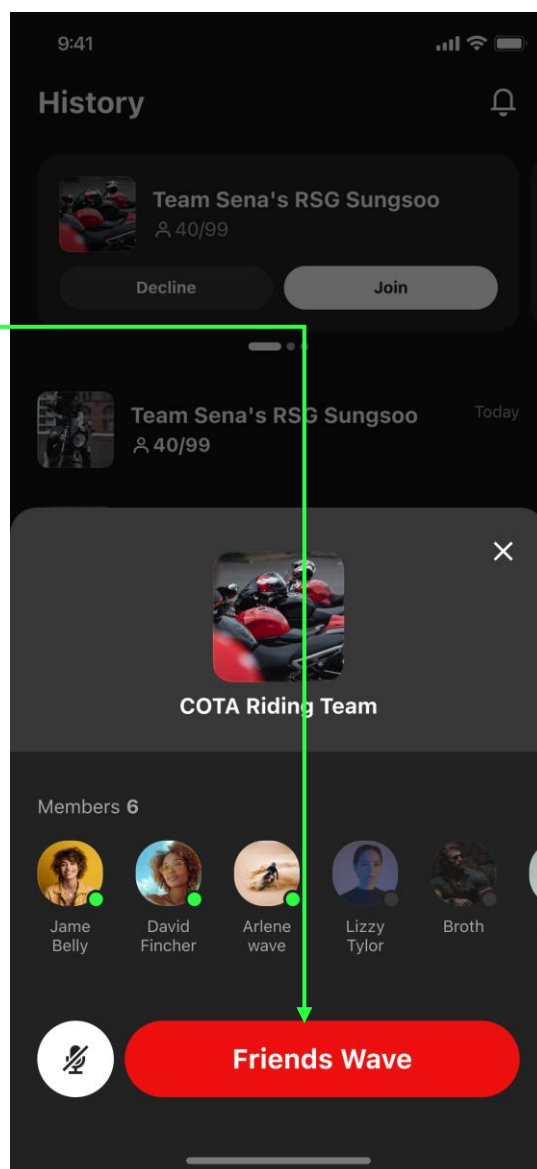 9:41
History
Team Sena's RSG Sungsoo
40/99
Decline
Join
Team Sena's RSG Sungsoo
Today
40/99
COTA Riding Team
Members 6
Jame
Belly
David
Fincher
Arlene
wave
Lizzy
Tylor
Broth
Friends Wave